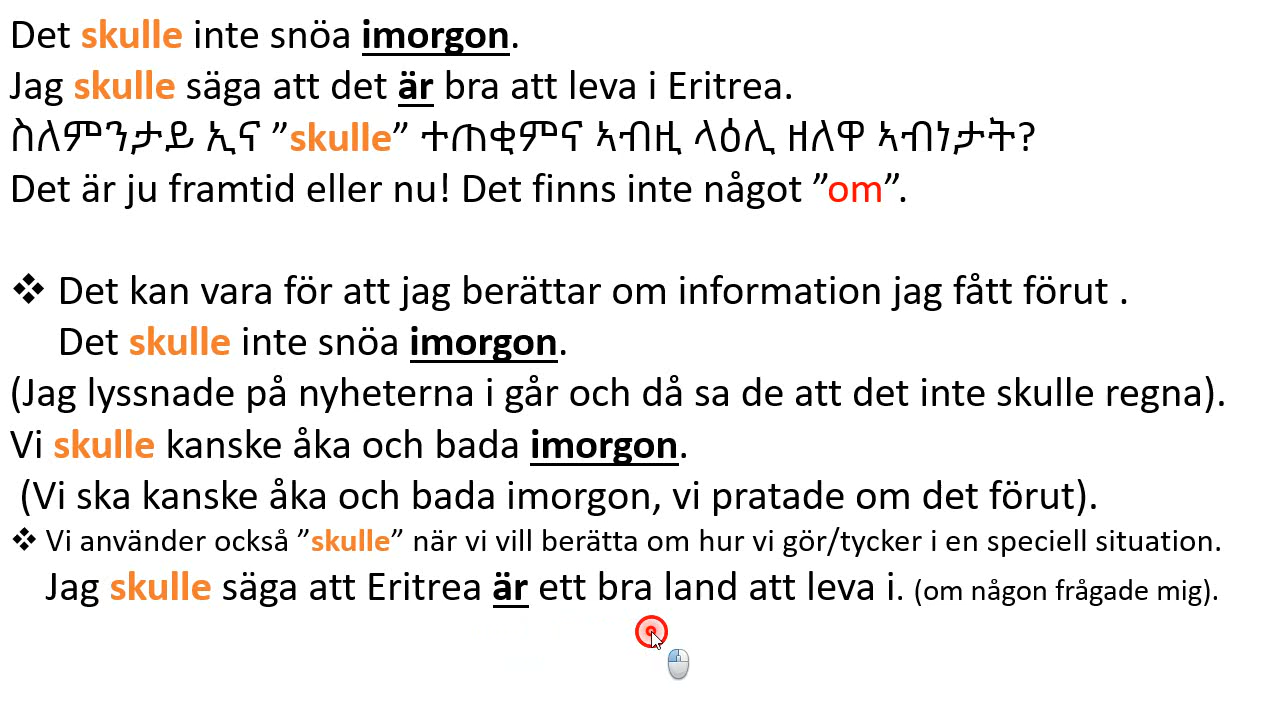 Det skulle inte snöa imorgon.
Jag skulle säga att det är bra att leva i Eritrea.
ስለምንታይ ኢና ”skulle” ተጠቂምና ኣብዚ ላዕሊ ዘለዋ ኣብነታት?
Det är ju framtid eller nu! Det finns inte något ”om”.
❖ Det kan vara för att jag berättar om information jag fått förut .
Det skulle inte snöa imorgon.
(Jag lyssnade på nyheterna i går och då sa de att det inte skulle regna).
Vi skulle kanske åka och bada imorgon.
(Vi ska kanske åka och bada imorgon, vi pratade om det förut).
❖ Vi använder också ”skulle” när vi vill berätta om hur vi gör/tycker i en speciell situation.
Jag skulle säga att Eritrea är ett bra land att leva i. (om någon frågade mig).